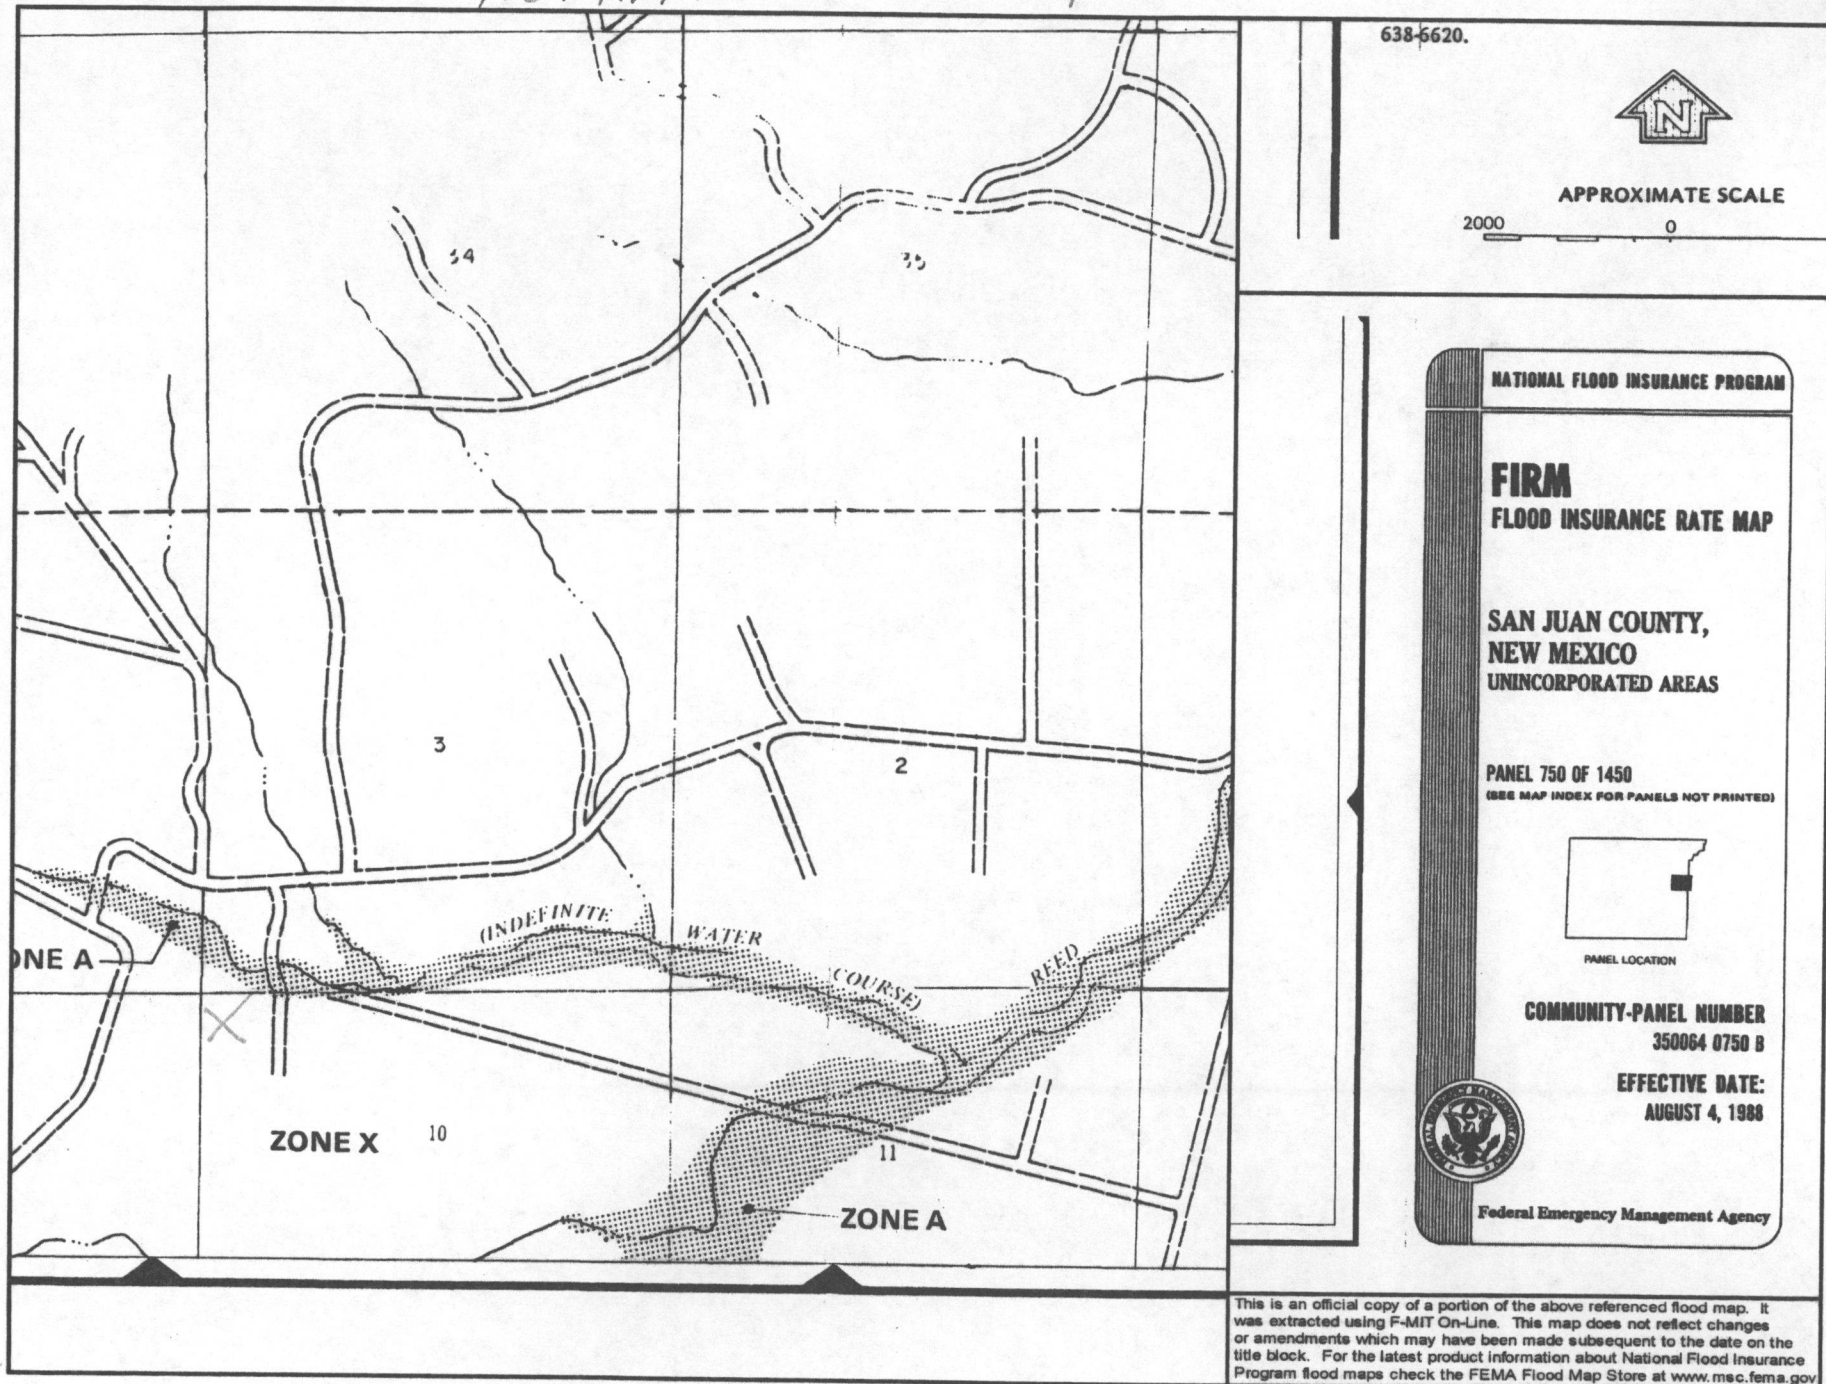 638-6620.
N
APPROXIMATE SCALE
2000 0
NATIONAL FLOOD INSURANCE PROGRAM
FIRM
FLOOD INSURANCE RATE MAP
SAN JUAN COUNTY,
NEW MEXICO
UNINCORPORATED AREAS
PANEL 750 OF 1450
(SEE MAP INDEX FOR PANELS NOT PRINTED)
PANEL LOCATION
COMMUNITY-PANEL NUMBER
350064 0750 B
EFFECTIVE DATE:
AUGUST 4, 1988
Federal Emergency Management Agency
34
35
3
2
(INDEFINITE WATER COURSE)
REED
ONE A
ZONE X
10
11
ZONE A
This is an official copy of a portion of the above referenced flood map. It
was extracted using F-MIT On-Line. This map does not reflect changes
or amendments which may have been made subsequent to the date on the
title block. For the latest product information about National Flood Insurance
Program flood maps check the FEMA Flood Map Store at www.msc.fema.gov